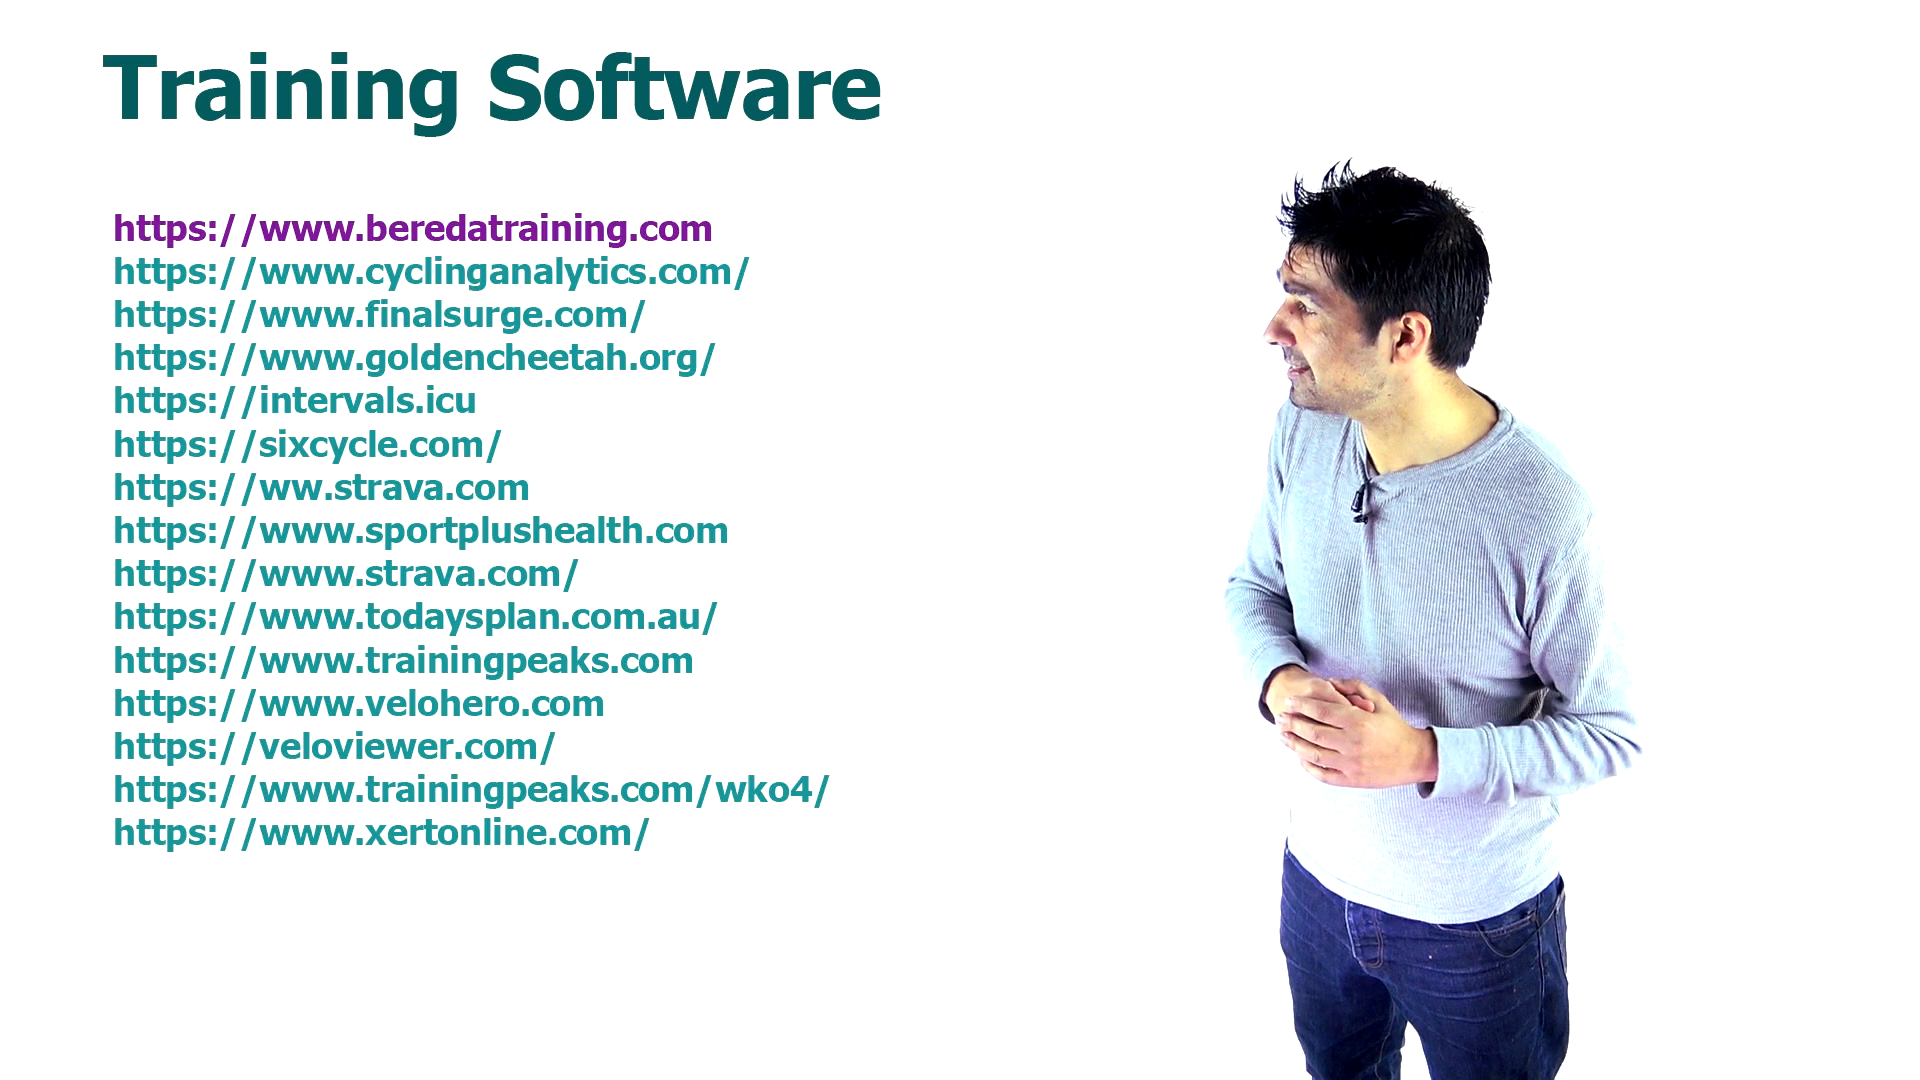 Training Software
https://www.beredatraining.com
https://www.cyclinganalytics.com/
https://www.finalsurge.com/
https://www.goldencheetah.org/
https://intervals.icu
https://sixcycle.com/
https://ww.strava.com
https://www.sportplushealth.com
https://www.strava.com/
https://www.todaysplan.com.au/
https://www.trainingpeaks.com
https://www.velohero.com
https://veloviewer.com/
https://www.trainingpeaks.com/wko4/
https://www.xertonline.com/